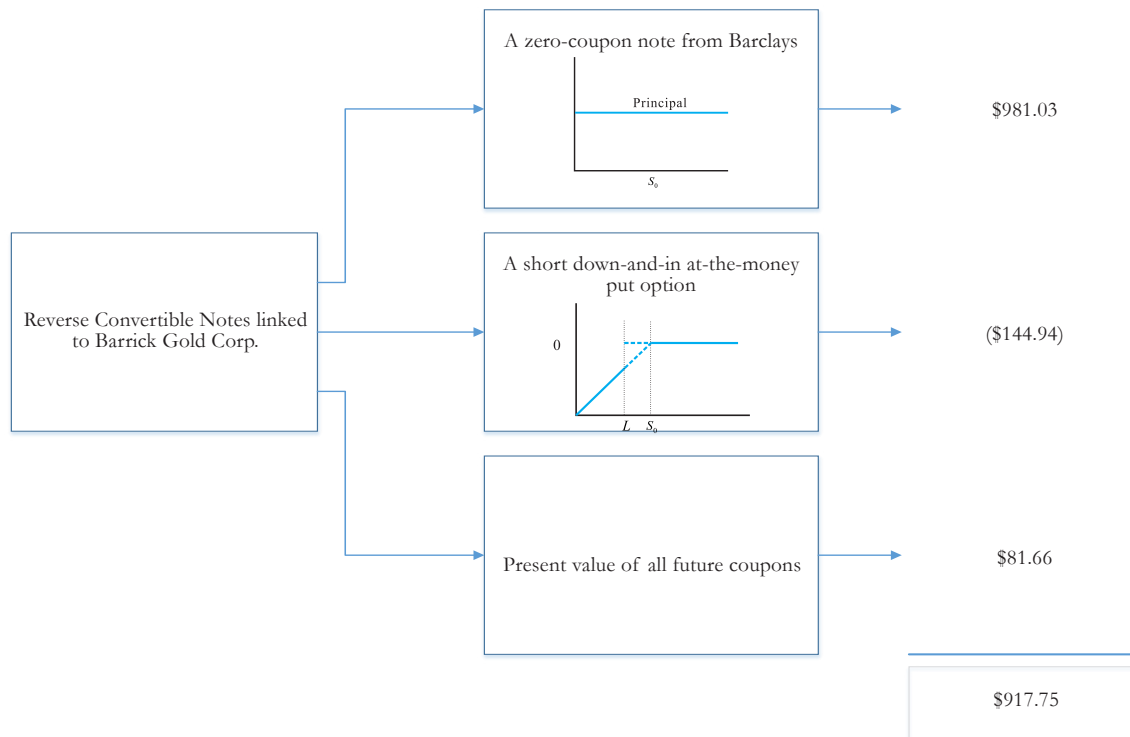 A zero-coupon note from Barclays
Principal
S₀
$981.03
Reverse Convertible Notes linked
to Barrick Gold Corp.
A short down-and-in at-the-money
put option
0
L S₀
($144.94)
Present value of all future coupons
$81.66
$917.75